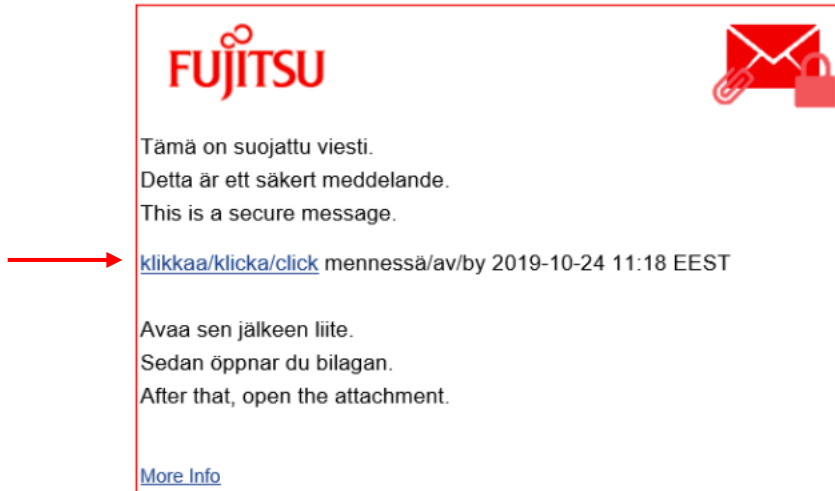 FUJITSU
Tämä on suojattu viesti.
Detta är ett säkert meddelande.
This is a secure message.
klikkaa/klicka/click mennessä/av/by 2019-10-24 11:18 EEST
Avaa sen jälkeen liite.
Sedan öppnar du bilagan.
After that, open the attachment.
More Info